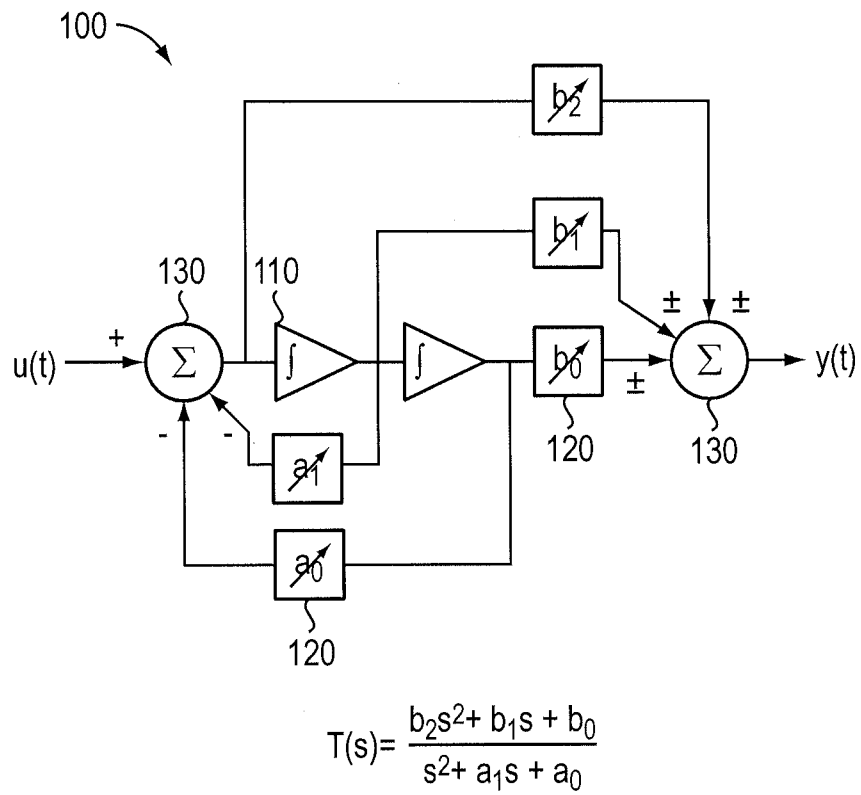 100
b₂
b₁
130
110
+
±
±
u(t)
Σ
∫
∫
b₀
±
Σ
y(t)
-
-
a₁
120
130
a₀
120
T(s)= b₂s²+ b₁s + b₀
s²+ a₁s + a₀